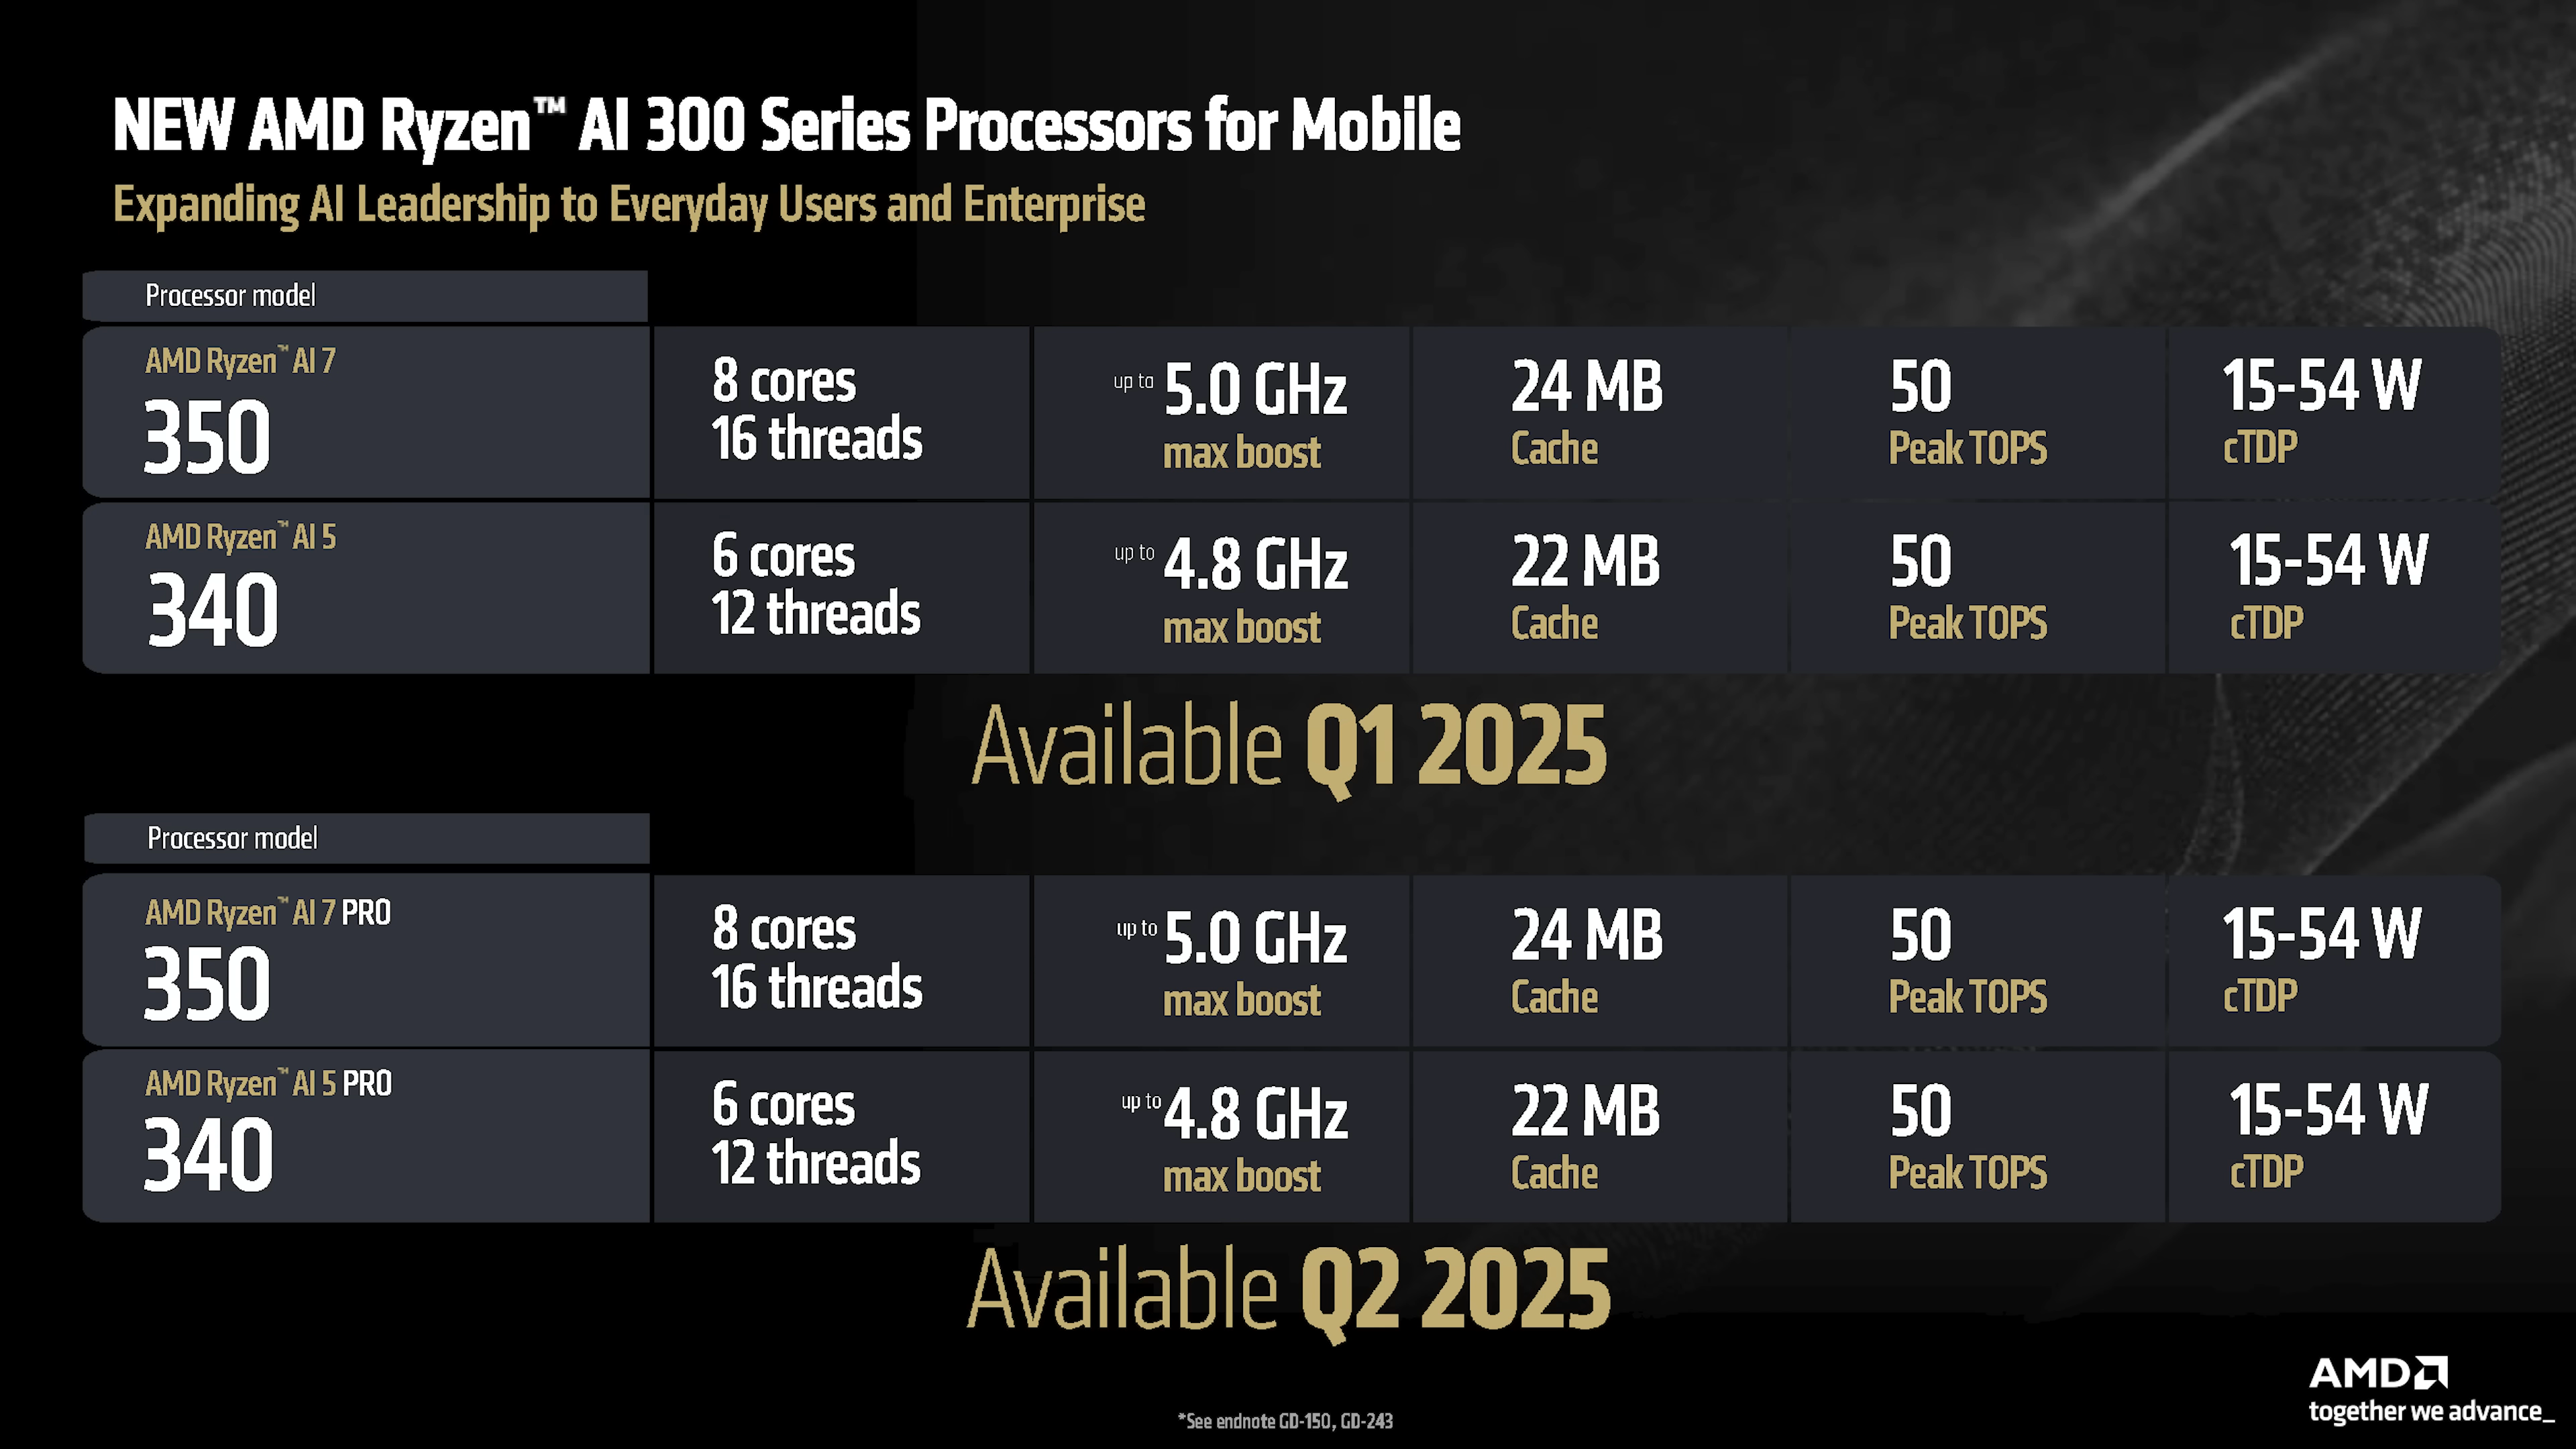 NEW AMD Ryzen™ AI 300 Series Processors for Mobile
Expanding AI Leadership to Everyday Users and Enterprise
Processor model
AMD Ryzen™ AI 7
350
8 cores
16 threads
up to 5.0 GHz
max boost
24 MB
Cache
50
Peak TOPS
15-54 W
cTDP
AMD Ryzen™ AI 5
340
6 cores
12 threads
up to 4.8 GHz
max boost
22 MB
Cache
50
Peak TOPS
15-54 W
cTDP
Available Q1 2025
Processor model
AMD Ryzen™ AI 7 PRO
350
8 cores
16 threads
up to 5.0 GHz
max boost
24 MB
Cache
50
Peak TOPS
15-54 W
cTDP
AMD Ryzen™ AI 5 PRO
340
6 cores
12 threads
up to 4.8 GHz
max boost
22 MB
Cache
50
Peak TOPS
15-54 W
cTDP
Available Q2 2025
*See endnote GD-150, GD-243
AMD
together we advance_